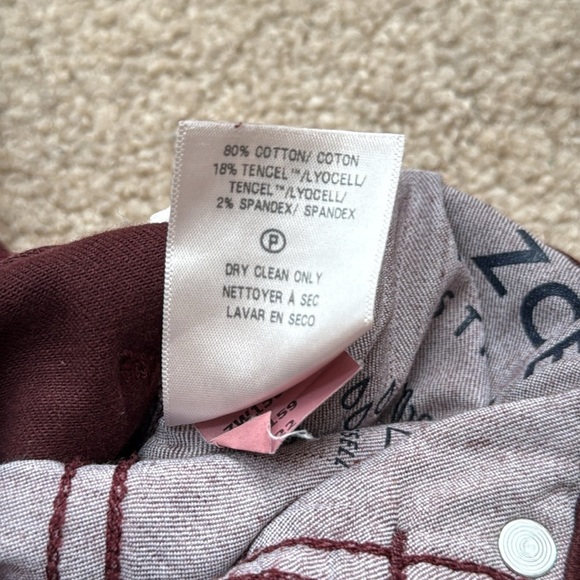 80% COTTON/ COTON
18% TENCEL™/LYOCELL/
TENCEL™/LYOCELL/
2% SPANDEX/ SPANDEX
P
DRY CLEAN ONLY
NETTOYER À SEC
LAVAR EN SECO